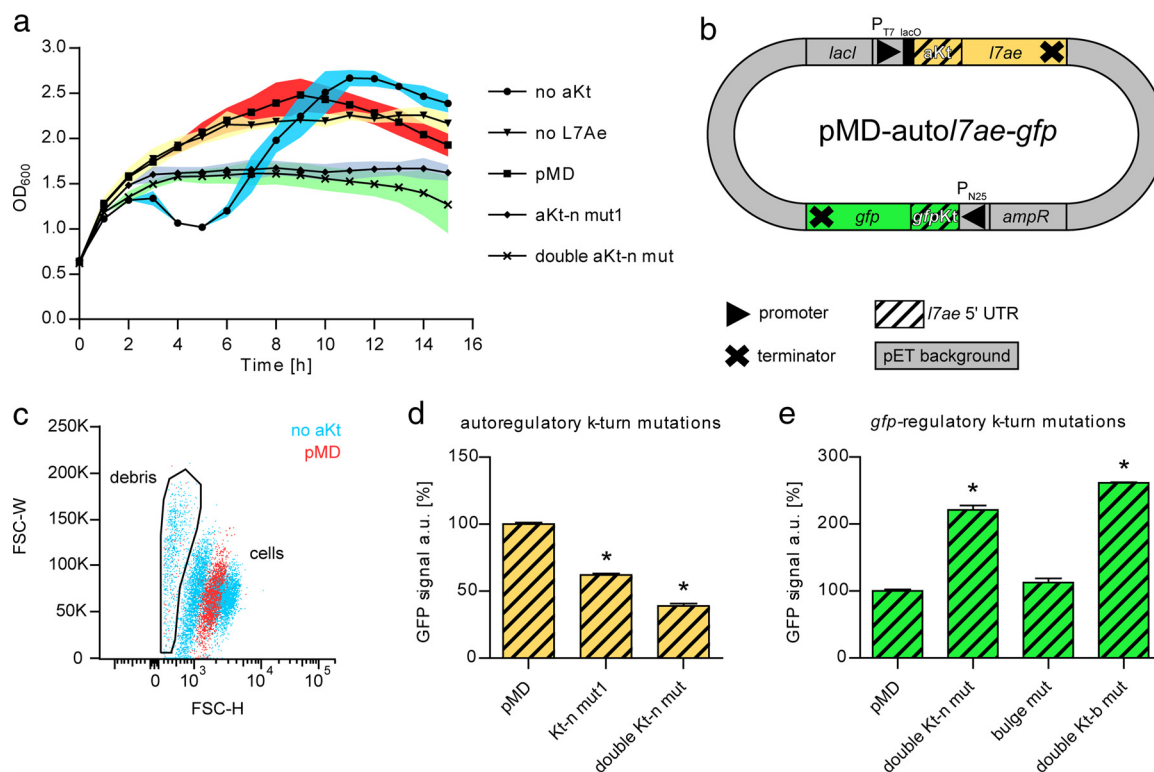 a
3.0
2.5
2.0
1.5
1.0
0.5
0.0
OD600
0 2 4 6 8 10 12 14 16
Time [h]
no aKt
no L7Ae
pMD
aKt-n mut1
double aKt-n mut
b
PT7 lacO
lacI aKt l7ae
pMD-autol7ae-gfp
PN25
gfp gfpKt ampR
promoter
l7ae 5' UTR
terminator
pET background
c
250K
200K
150K
100K
50K
0
FSC-W
no aKt
pMD
debris
cells
0 10³ 10⁴ 10⁵
FSC-H
d
autoregulatory k-turn mutations
150
100
50
0
GFP signal a.u. [%]
*
*
pMD
Kt-n mut1
double Kt-n mut
e
gfp-regulatory k-turn mutations
300
200
100
0
GFP signal a.u. [%]
*
*
pMD
double Kt-n mut
bulge mut
double Kt-b mut